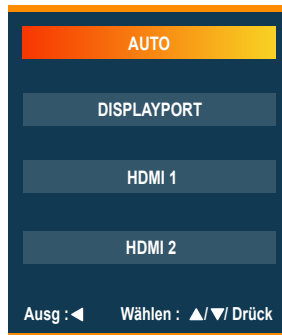 AUTO
DISPLAYPORT
HDMI 1
HDMI 2
Ausg :◀ Wählen : ▲/▼/ Drück